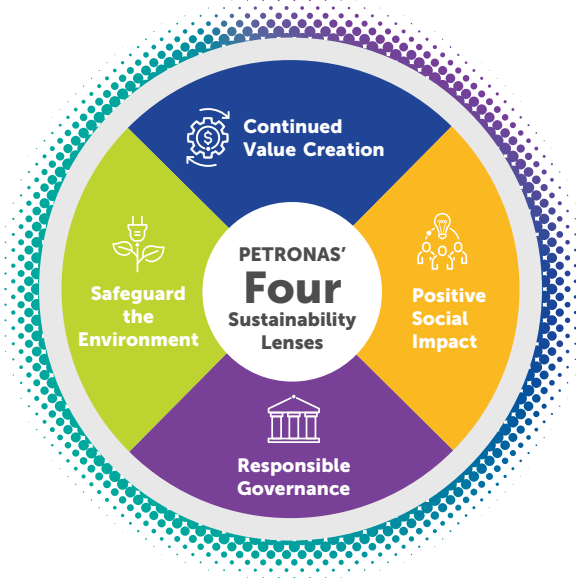 Continued
Value Creation
PETRONAS’
Four
Sustainability
Lenses
Safeguard
the
Environment
Positive
Social
Impact
Responsible
Governance
$